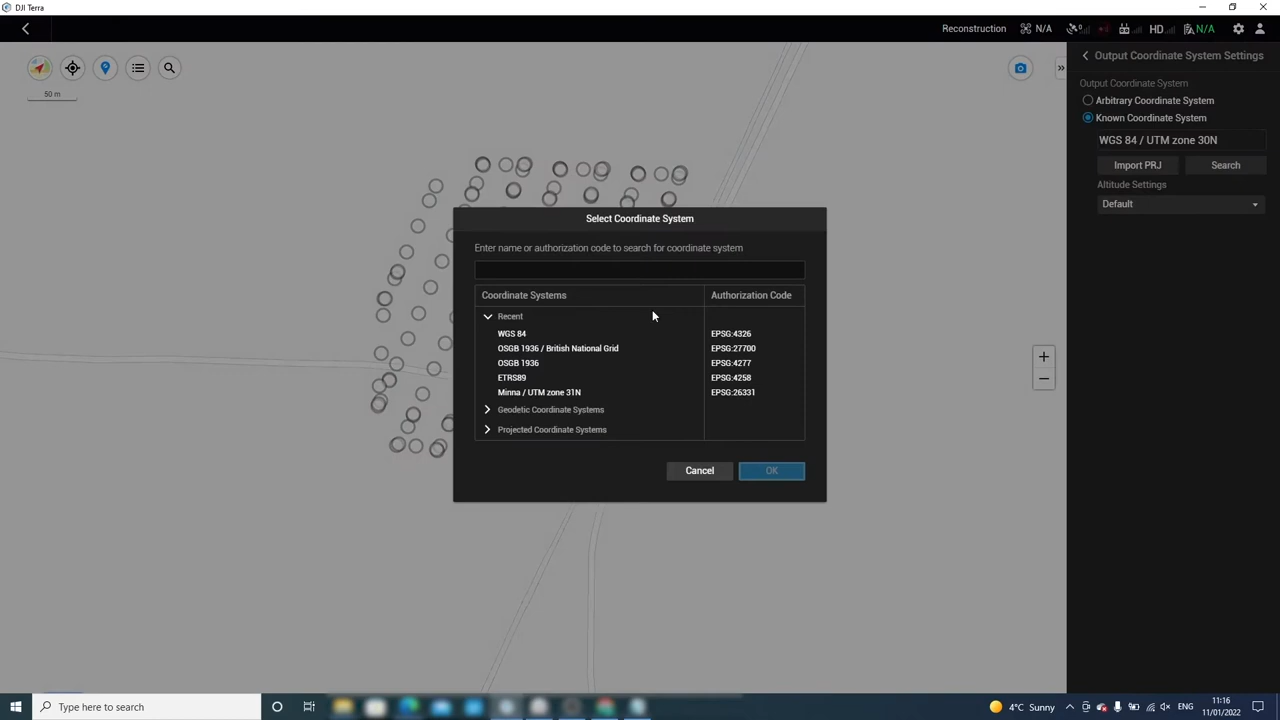 DJI Terra
Reconstruction
N/A
HD
N/A
50 m
Output Coordinate System Settings
Output Coordinate System
Arbitrary Coordinate System
Known Coordinate System
WGS 84 / UTM zone 30N
Import PRJ
Search
Altitude Settings
Default
Select Coordinate System
Enter name or authorization code to search for coordinate system
Coordinate Systems Authorization Code
Recent
WGS 84 EPSG:4326
OSGB 1936 / British National Grid EPSG:27700
OSGB 1936 EPSG:4277
ETRS89 EPSG:4258
Minna / UTM zone 31N EPSG:26331
Geodetic Coordinate Systems
Projected Coordinate Systems
Cancel
OK
Type here to search
4°C Sunny
11:16
11/01/2022